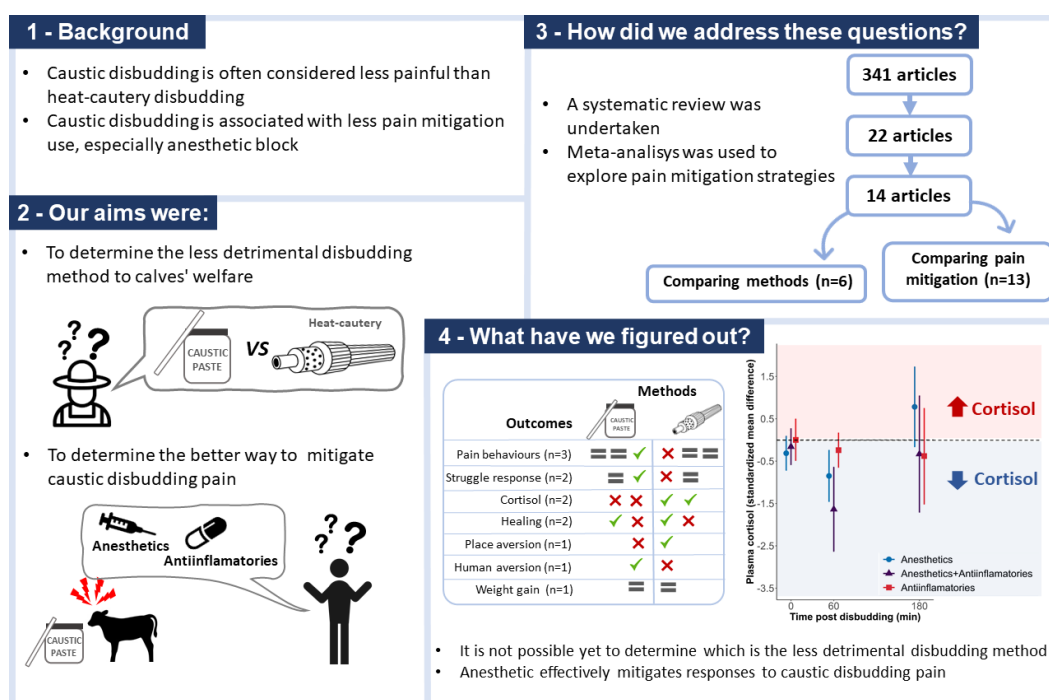 1 - Background
• Caustic disbudding is often considered less painful than
heat-cautery disbudding
• Caustic disbudding is associated with less pain mitigation
use, especially anesthetic block
2 - Our aims were:
• To determine the less detrimental disbudding
method to calves' welfare
? ? ?
CAUSTIC
PASTE
VS
Heat-cautery
• To determine the better way to mitigate
caustic disbudding pain
Anesthetics
Antiinflamatories
? ? ?
CAUSTIC
PASTE
3 - How did we address these questions?
• A systematic review was
undertaken
• Meta-analisys was used to
explore pain mitigation strategies
341 articles
22 articles
14 articles
Comparing methods (n=6)
Comparing pain
mitigation (n=13)
4 - What have we figured out?
Methods
Outcomes
CAUSTIC
PASTE
Pain behaviours (n=3) = = ✓ ✕ = =
Struggle response (n=2) = ✓ ✕ =
Cortisol (n=2) ✕ ✕ ✓ ✓
Healing (n=2) ✓ ✕ ✓ ✕
Place aversion (n=1) ✕ ✓
Human aversion (n=1) ✓ ✕
Weight gain (n=1) = =
Plasma cortisol (standardized mean difference)
1.5
0.5
-0.5
-1.5
-2.5
-3.5
Cortisol
Cortisol
Anesthetics
Anesthetics+Antiinflamatories
Antiinflamatories
0 60 180
Time post disbudding (min)
• It is not possible yet to determine which is the less detrimental disbudding method
• Anesthetic effectively mitigates responses to caustic disbudding pain